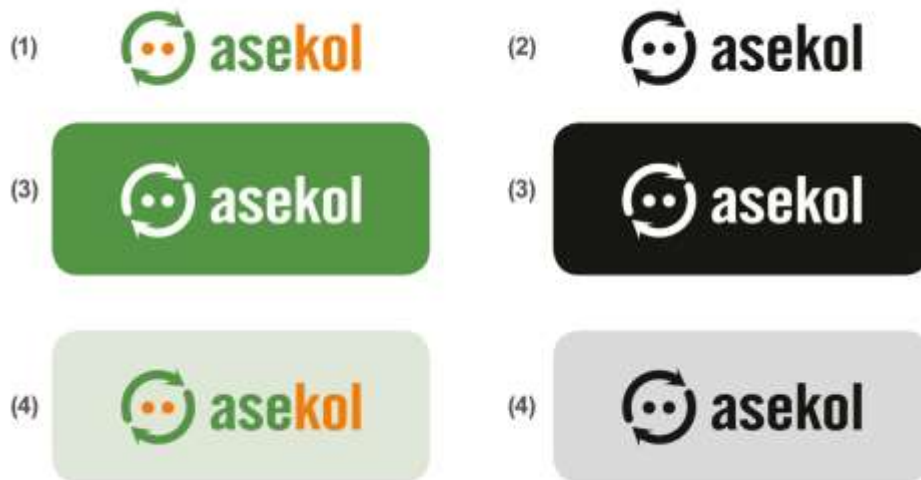 (1) asekol
(2) asekol
(3) asekol
(3) asekol
(4) asekol
(4) asekol